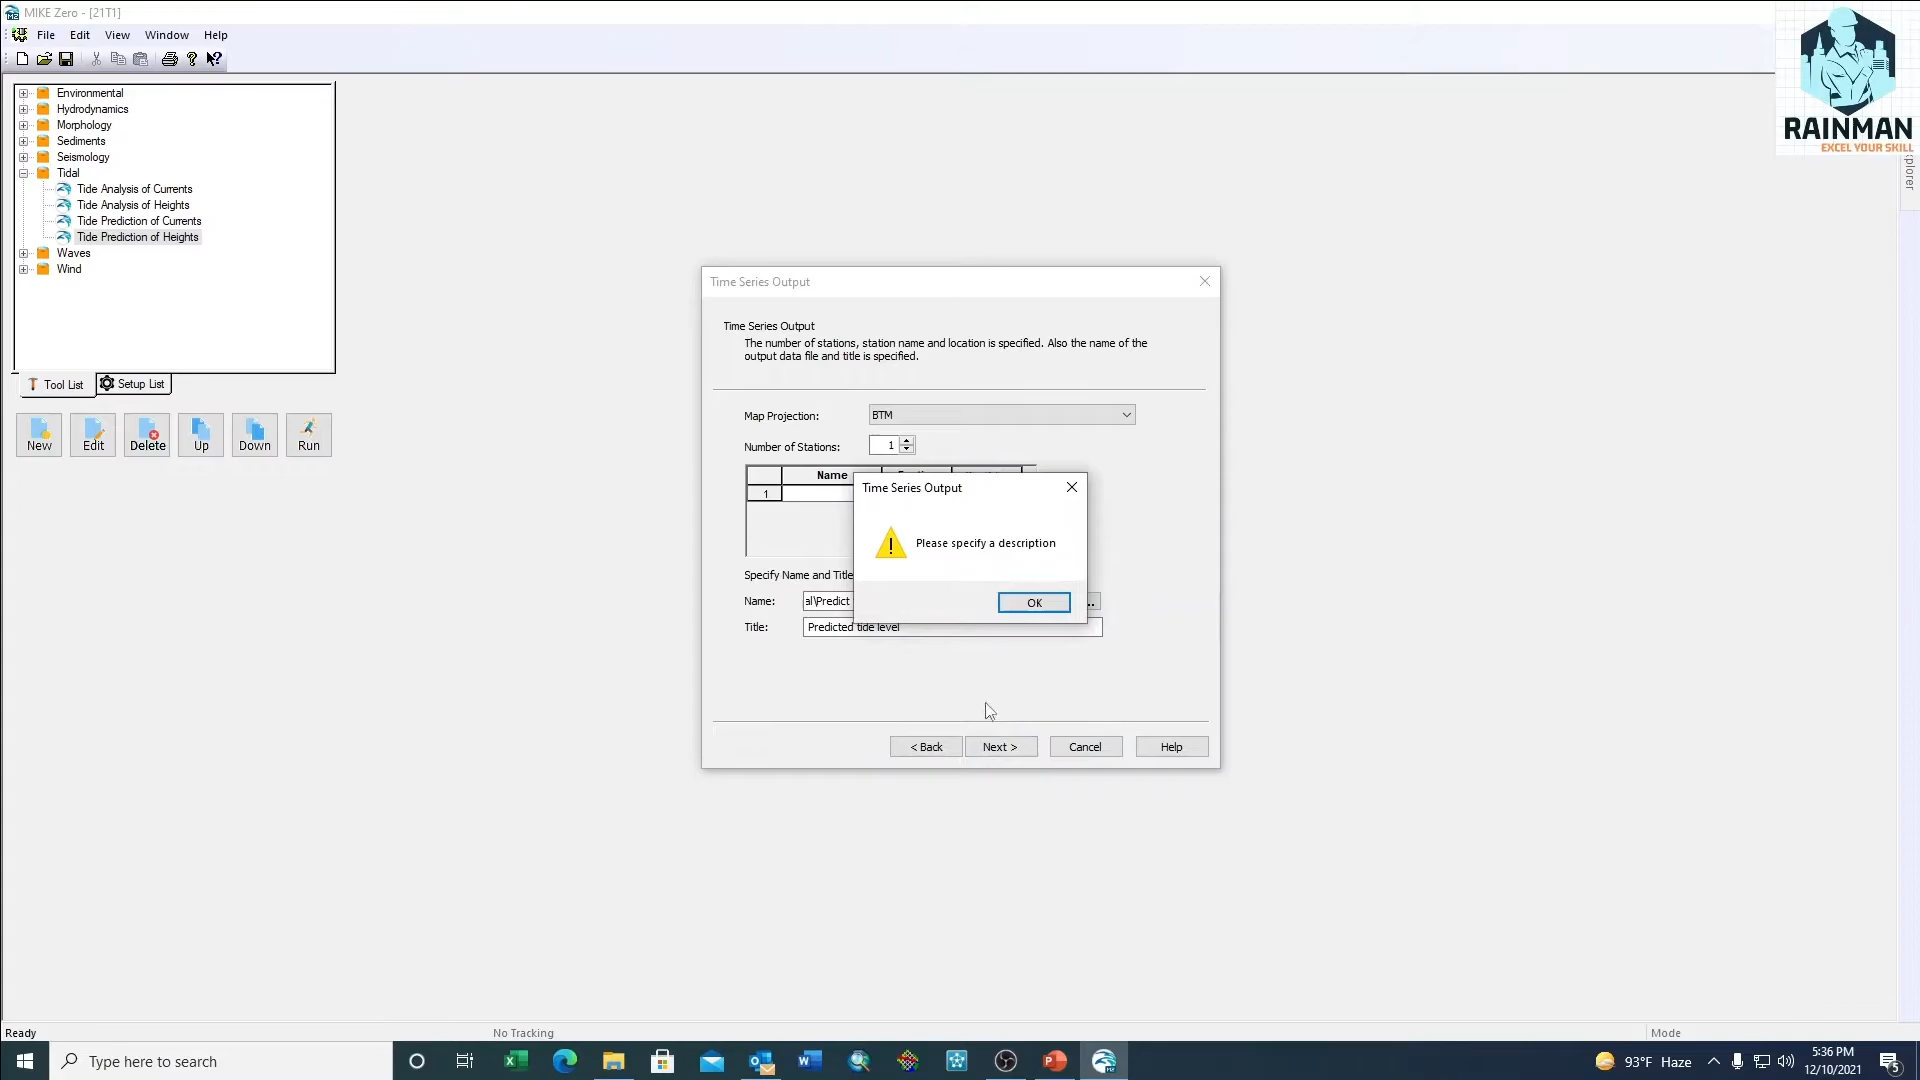 MIKE Zero - [21T1]
File Edit View Window Help
Environmental
Hydrodynamics
Morphology
Sediments
Seismology
Tidal
Tide Analysis of Currents
Tide Analysis of Heights
Tide Prediction of Currents
Tide Prediction of Heights
Waves
Wind
Tool List Setup List
New Edit Delete Up Down Run
RAINMAN
EXCEL YOUR SKILL
plorer
Time Series Output
Time Series Output
The number of stations, station name and location is specified. Also the name of the
output data file and title is specified.
Map Projection: BTM
Number of Stations: 1
Name
1
Time Series Output
Please specify a description
OK
Specify Name and Title
Name: al\Predict ..
Title: Predicted tide level
< Back Next > Cancel Help
Ready No Tracking Mode
Type here to search
93°F Haze
5:36 PM
12/10/2021
5